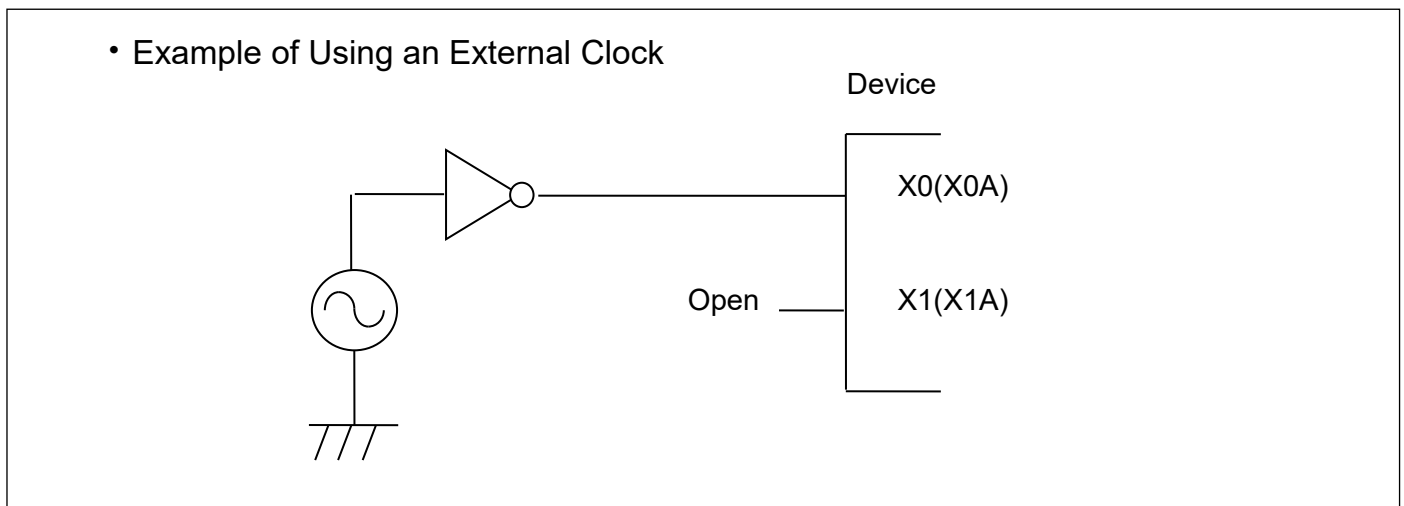 • Example of Using an External Clock
Device
X0(X0A)
Open
X1(X1A)